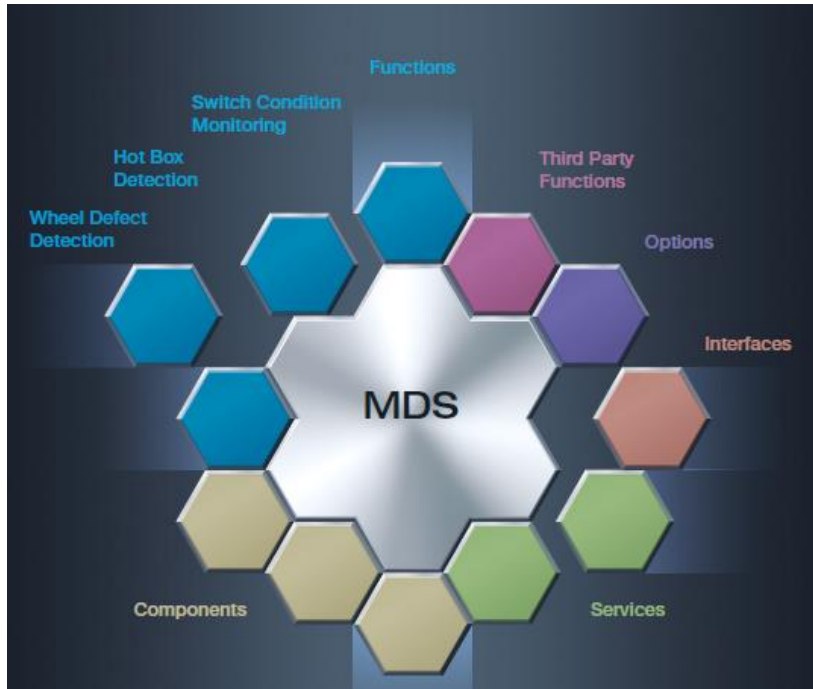 Functions
Switch Condition
Monitoring
Hot Box
Detection
Third Party
Functions
Wheel Defect
Detection
Options
Interfaces
MDS
Components
Services